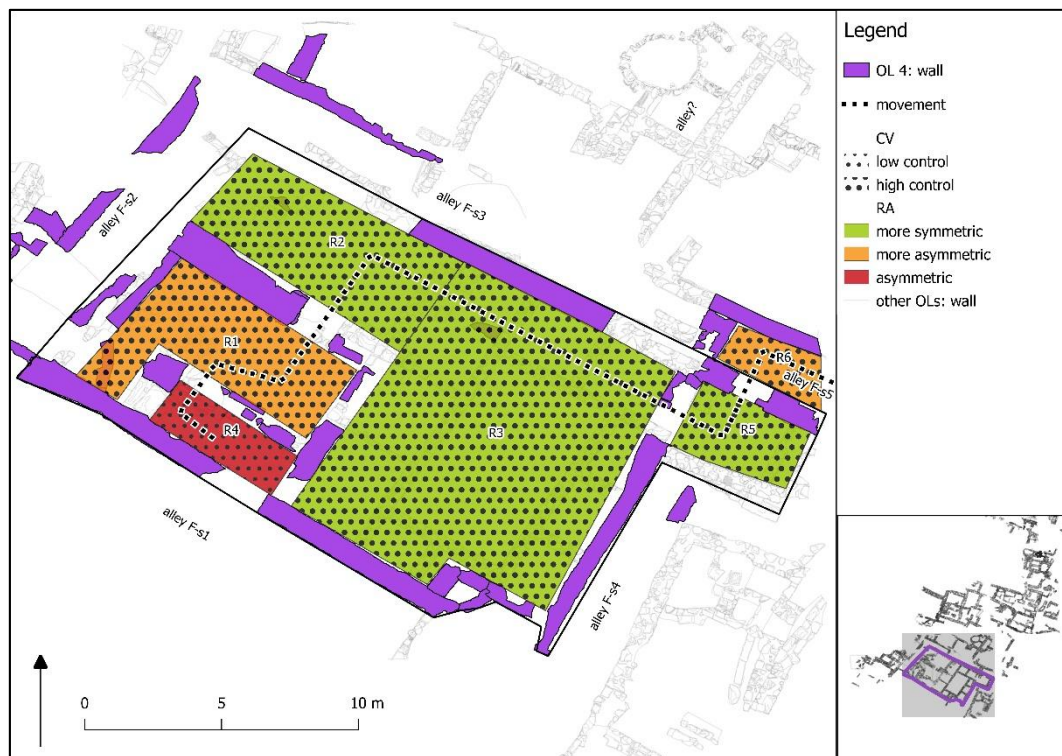 alley F-s2
alley F-s3
alley?
R2
R1
R4
R3
R6
alley F-s5
R5
alley F-s1
alley F-s4
0 5 10 m
Legend
OL 4: wall
movement
CV
low control
high control
RA
more symmetric
more asymmetric
asymmetric
other OLs: wall